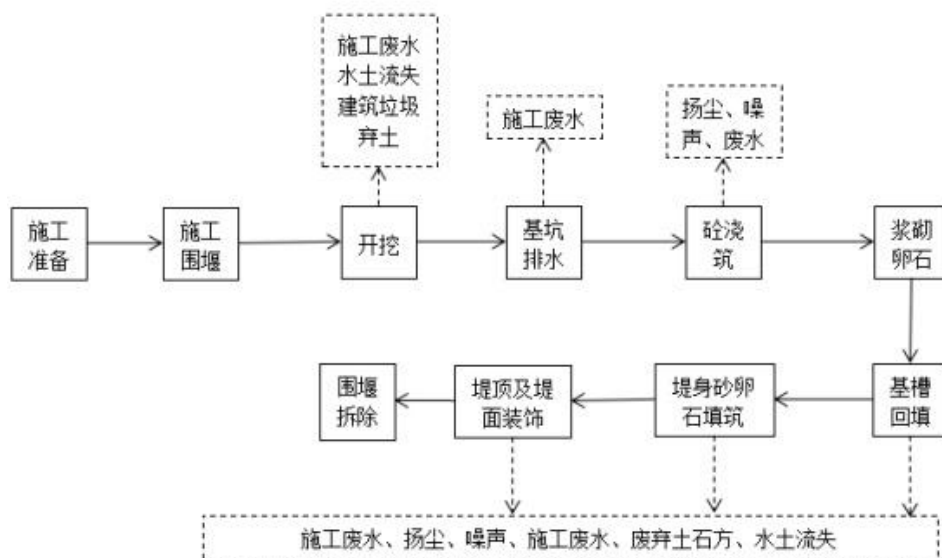 施工废水
水土流失
建筑垃圾
弃土
施工废水
扬尘、噪
声、废水
施工
准备
施工
围堰
开挖
基坑
排水
砼浇
筑
浆砌
卵石
围堰
拆除
堤顶及堤
面装饰
堤身砂卵
石填筑
基槽
回填
施工废水、扬尘、噪声、施工废水、废弃土石方、水土流失